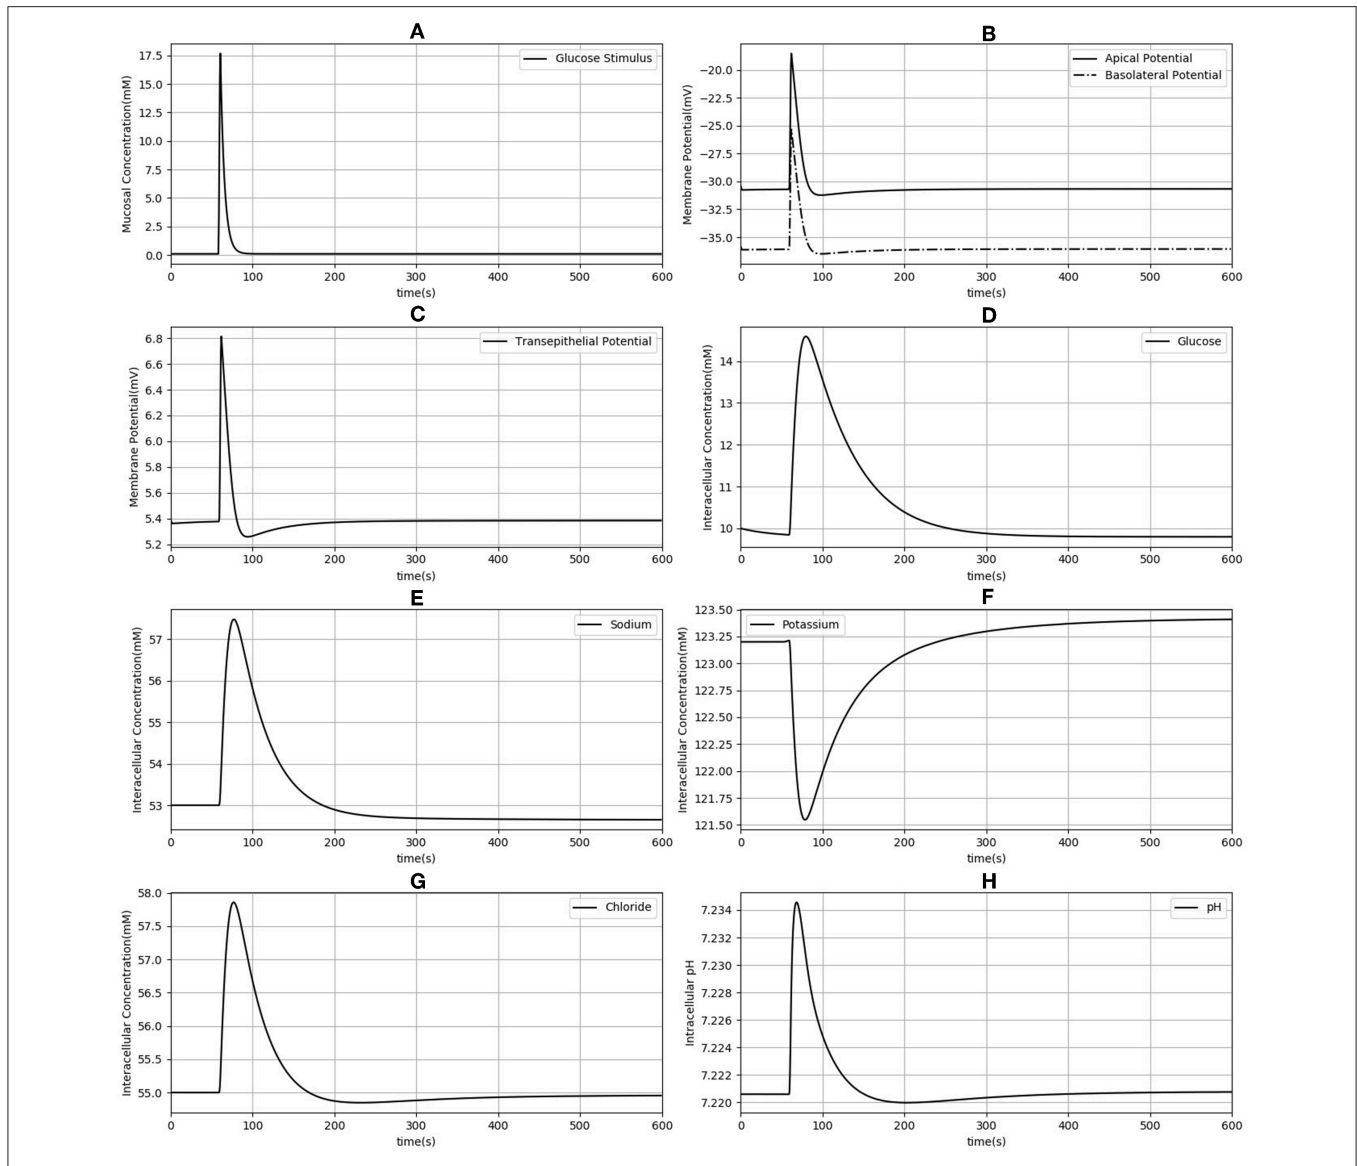 A
Glucose Stimulus
Mucosal Concentration(mM)
17.5
15.0
12.5
10.0
7.5
5.0
2.5
0.0
0 100 200 300 400 500 600
time(s)
B
Apical Potential
Basolateral Potential
Membrane Potential(mV)
−20.0
−22.5
−25.0
−27.5
−30.0
−32.5
−35.0
0 100 200 300 400 500 600
time(s)
C
Transepithelial Potential
Membrane Potential(mV)
6.8
6.6
6.4
6.2
6.0
5.8
5.6
5.4
5.2
0 100 200 300 400 500 600
time(s)
D
Glucose
Interacellular Concentration(mM)
14
13
12
11
10
0 100 200 300 400 500 600
time(s)
E
Sodium
Interacellular Concentration(mM)
57
56
55
54
53
0 100 200 300 400 500 600
time(s)
F
Potassium
Interacellular Concentration(mM)
123.50
123.25
123.00
122.75
122.50
122.25
122.00
121.75
121.50
0 100 200 300 400 500 600
time(s)
G
Chloride
Interacellular Concentration(mM)
58.0
57.5
57.0
56.5
56.0
55.5
55.0
0 100 200 300 400 500 600
time(s)
H
pH
Intracellular pH
7.234
7.232
7.230
7.228
7.226
7.224
7.222
7.220
0 100 200 300 400 500 600
time(s)